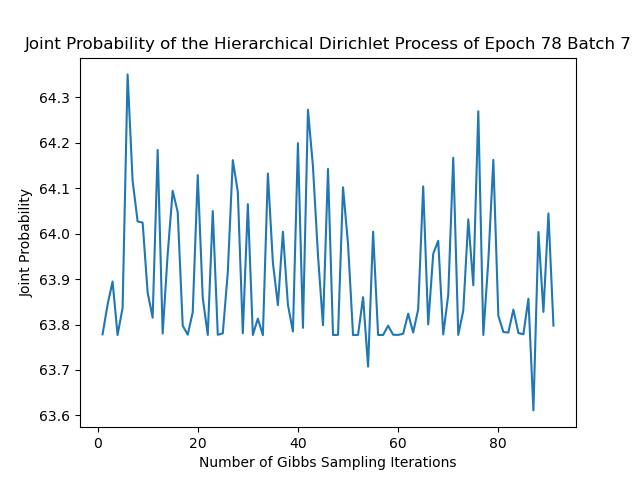 Joint Probability of the Hierarchical Dirichlet Process of Epoch 78 Batch 7
64.3
64.2
64.1
64.0
63.9
63.8
63.7
63.6
Joint Probability
0 20 40 60 80
Number of Gibbs Sampling Iterations